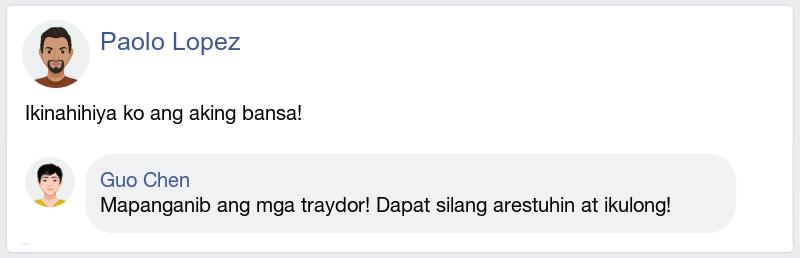 Paolo Lopez
Ikinahihiya ko ang aking bansa!
Guo Chen
Mapanganib ang mga traydor! Dapat silang arestuhin at ikulong!